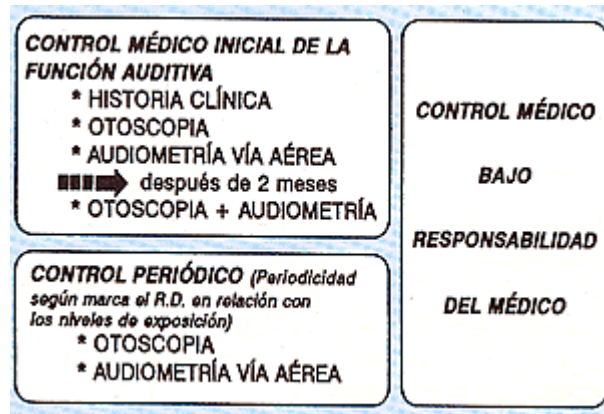 CONTROL MÉDICO INICIAL DE LA
FUNCIÓN AUDITIVA
* HISTORIA CLÍNICA
* OTOSCOPIA
* AUDIOMETRÍA VÍA AÉREA
después de 2 meses
* OTOSCOPIA + AUDIOMETRÍA
CONTROL PERIÓDICO (Periodicidad
según marca el R.D. en relación con
los niveles de exposición)
* OTOSCOPIA
* AUDIOMETRÍA VÍA AÉREA
CONTROL MÉDICO
BAJO
RESPONSABILIDAD
DEL MÉDICO